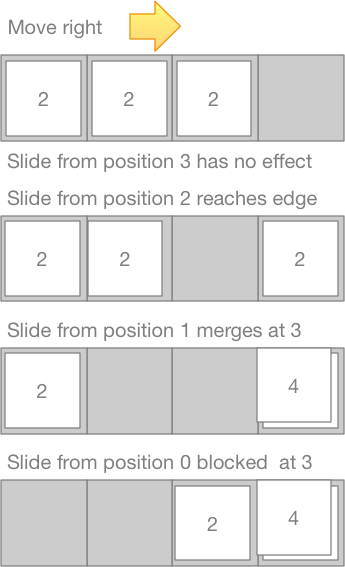 Move right
2 2 2
Slide from position 3 has no effect
Slide from position 2 reaches edge
2 2 2
Slide from position 1 merges at 3
2 4
Slide from position 0 blocked at 3
2 4